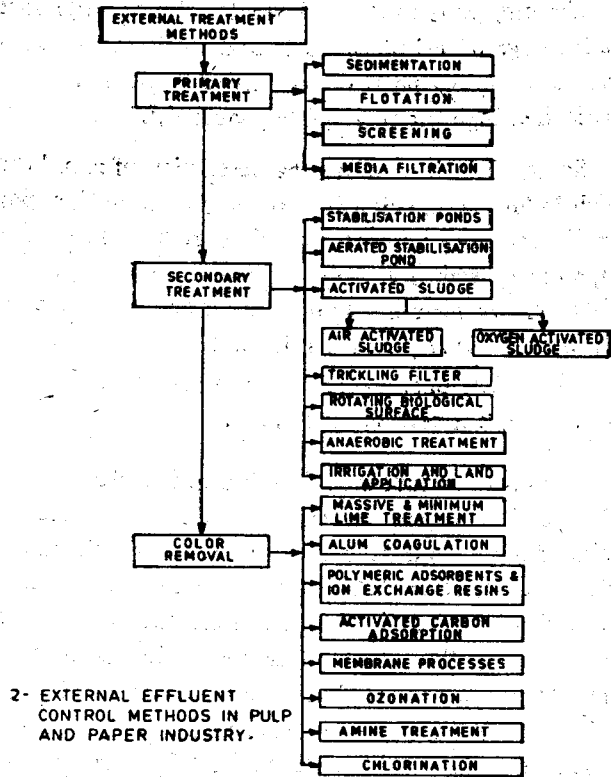 EXTERNAL TREATMENT
METHODS
PRIMARY
TREATMENT
SEDIMENTATION
FLOTATION
SCREENING
MEDIA FILTRATION
SECONDARY
TREATMENT
STABILISATION PONDS
AERATED STABILISATION
POND
ACTIVATED SLUDGE
AIR ACTIVATED
SLUDGE
OXYGEN ACTIVATED
SLUDGE
TRICKLING FILTER
ROTATING BIOLOGICAL
SURFACE
ANAEROBIC TREATMENT
IRRIGATION AND LAND
APPLICATION
COLOR
REMOVAL
MASSIVE & MINIMUM
LIME TREATMENT
ALUM COAGULATION
POLYMERIC ADSORBENTS &
ION EXCHANGE RESINS
ACTIVATED CARBON
ADSORPTION
MEMBRANE PROCESSES
OZONATION
AMINE TREATMENT
CHLORINATION
2- EXTERNAL EFFLUENT
CONTROL METHODS IN PULP
AND PAPER INDUSTRY.